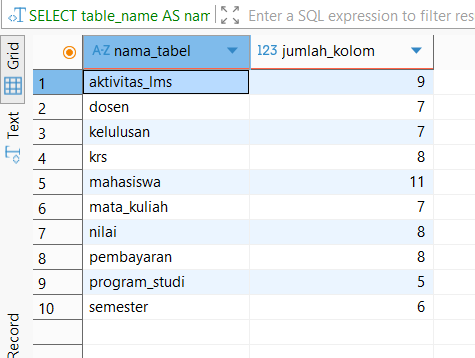 SELECT table_name AS nam
Enter a SQL expression to filter res
Grid
Text
Record
A-Z nama_tabel
123 jumlah_kolom
1 aktivitas_lms 9
2 dosen 7
3 kelulusan 7
4 krs 8
5 mahasiswa 11
6 mata_kuliah 7
7 nilai 8
8 pembayaran 8
9 program_studi 5
10 semester 6